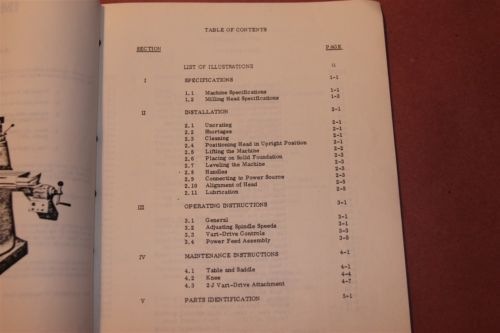 TABLE OF CONTENTS
SECTION PAGE
LIST OF ILLUSTRATIONS ii
I SPECIFICATIONS 1-1
1.1 Machine Specifications 1-1
1.2 Milling Head Specifications 1-2
II INSTALLATION 2-1
2.1 Uncrating 2-1
2.2 Shortages 2-1
2.3 Cleaning 2-1
2.4 Positioning Head in Upright Position 2-1
2.5 Lifting the Machine 2-2
2.6 Placing on Solid Foundation 2-2
2.7 Leveling the Machine 2-3
2.8 Handles 2-3
2.9 Connecting to Power Source 2-3
2.10 Alignment of Head 2-5
2.11 Lubrication 2-8
III OPERATING INSTRUCTIONS 3-1
3.1 General 3-1
3.2 Adjusting Spindle Speeds 3-1
3.3 Vari-Drive Controls 3-3
3.4 Power Feed Assembly 3-8
IV MAINTENANCE INSTRUCTIONS 4-1
4.1 Table and Saddle 4-1
4.2 Knee 4-4
4.3 2-J Vari-Drive Attachment 4-7
V PARTS IDENTIFICATION 5-1